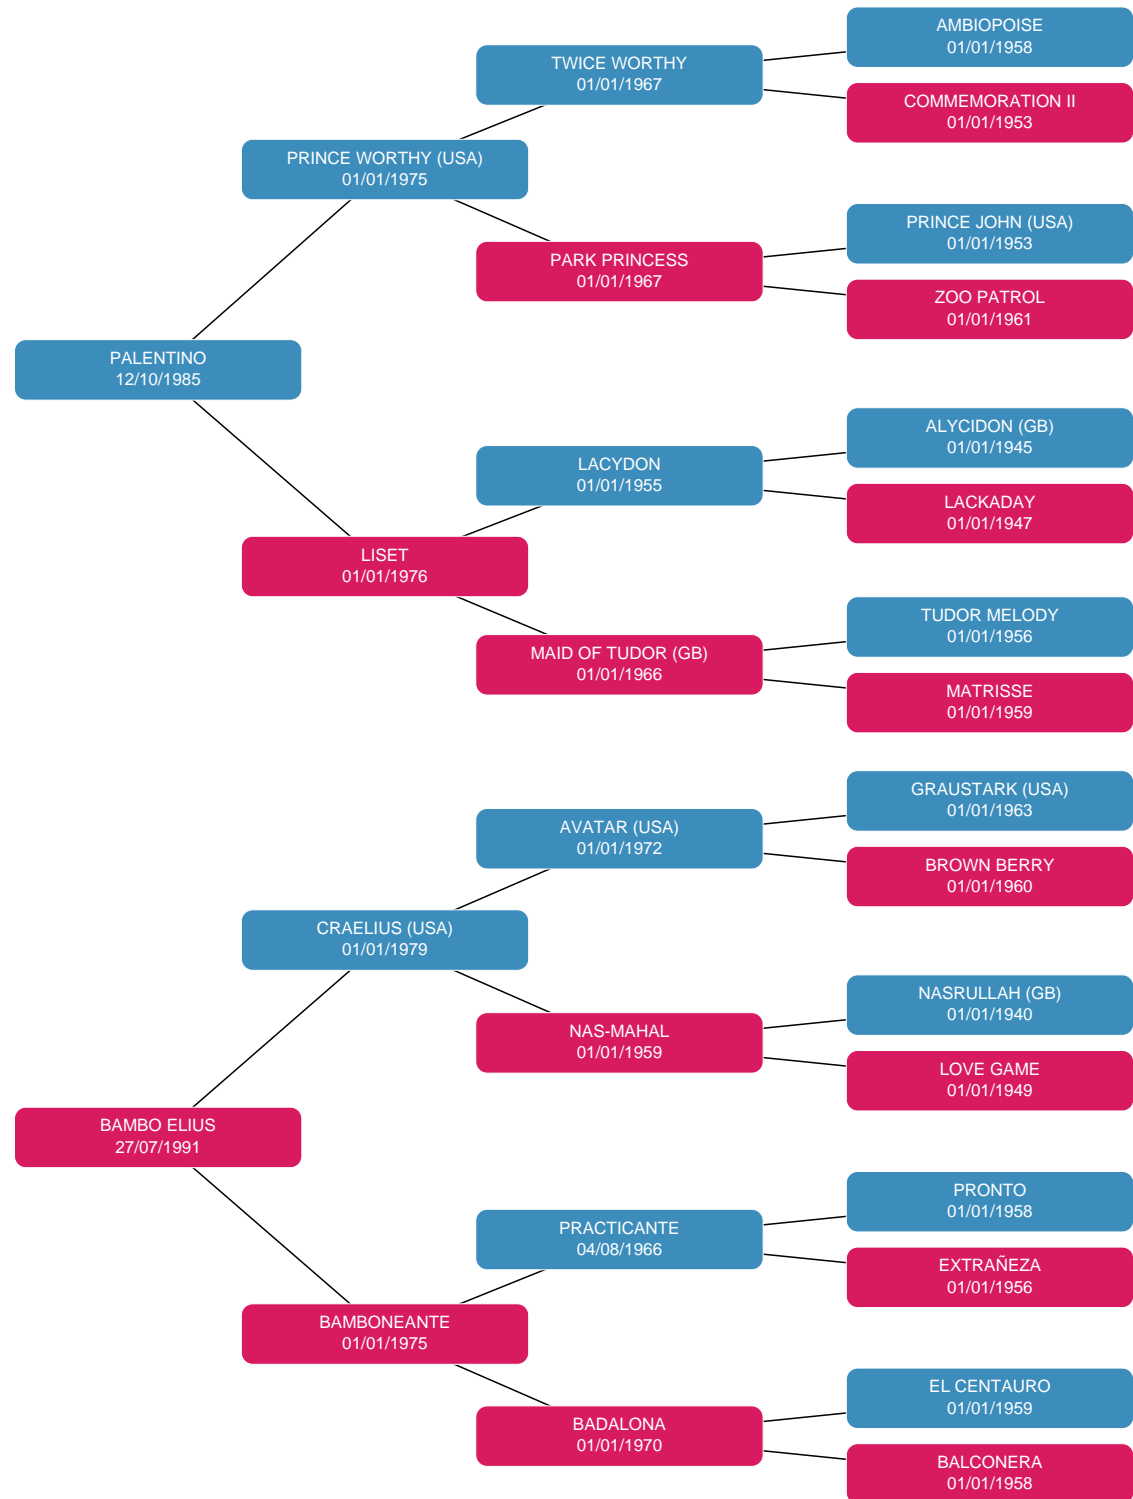 AMBIOPOISE
01/01/1958
TWICE WORTHY
01/01/1967
COMMEMORATION II
01/01/1953
PRINCE WORTHY (USA)
01/01/1975
PRINCE JOHN (USA)
01/01/1953
PARK PRINCESS
01/01/1967
ZOO PATROL
01/01/1961
PALENTINO
12/10/1985
ALYCIDON (GB)
01/01/1945
LACYDON
01/01/1955
LACKADAY
01/01/1947
LISET
01/01/1976
TUDOR MELODY
01/01/1956
MAID OF TUDOR (GB)
01/01/1966
MATRISSE
01/01/1959
GRAUSTARK (USA)
01/01/1963
AVATAR (USA)
01/01/1972
BROWN BERRY
01/01/1960
CRAELIUS (USA)
01/01/1979
NASRULLAH (GB)
01/01/1940
NAS-MAHAL
01/01/1959
LOVE GAME
01/01/1949
BAMBO ELIUS
27/07/1991
PRONTO
01/01/1958
PRACTICANTE
04/08/1966
EXTRAÑEZA
01/01/1956
BAMBONEANTE
01/01/1975
EL CENTAURO
01/01/1959
BADALONA
01/01/1970
BALCONERA
01/01/1958